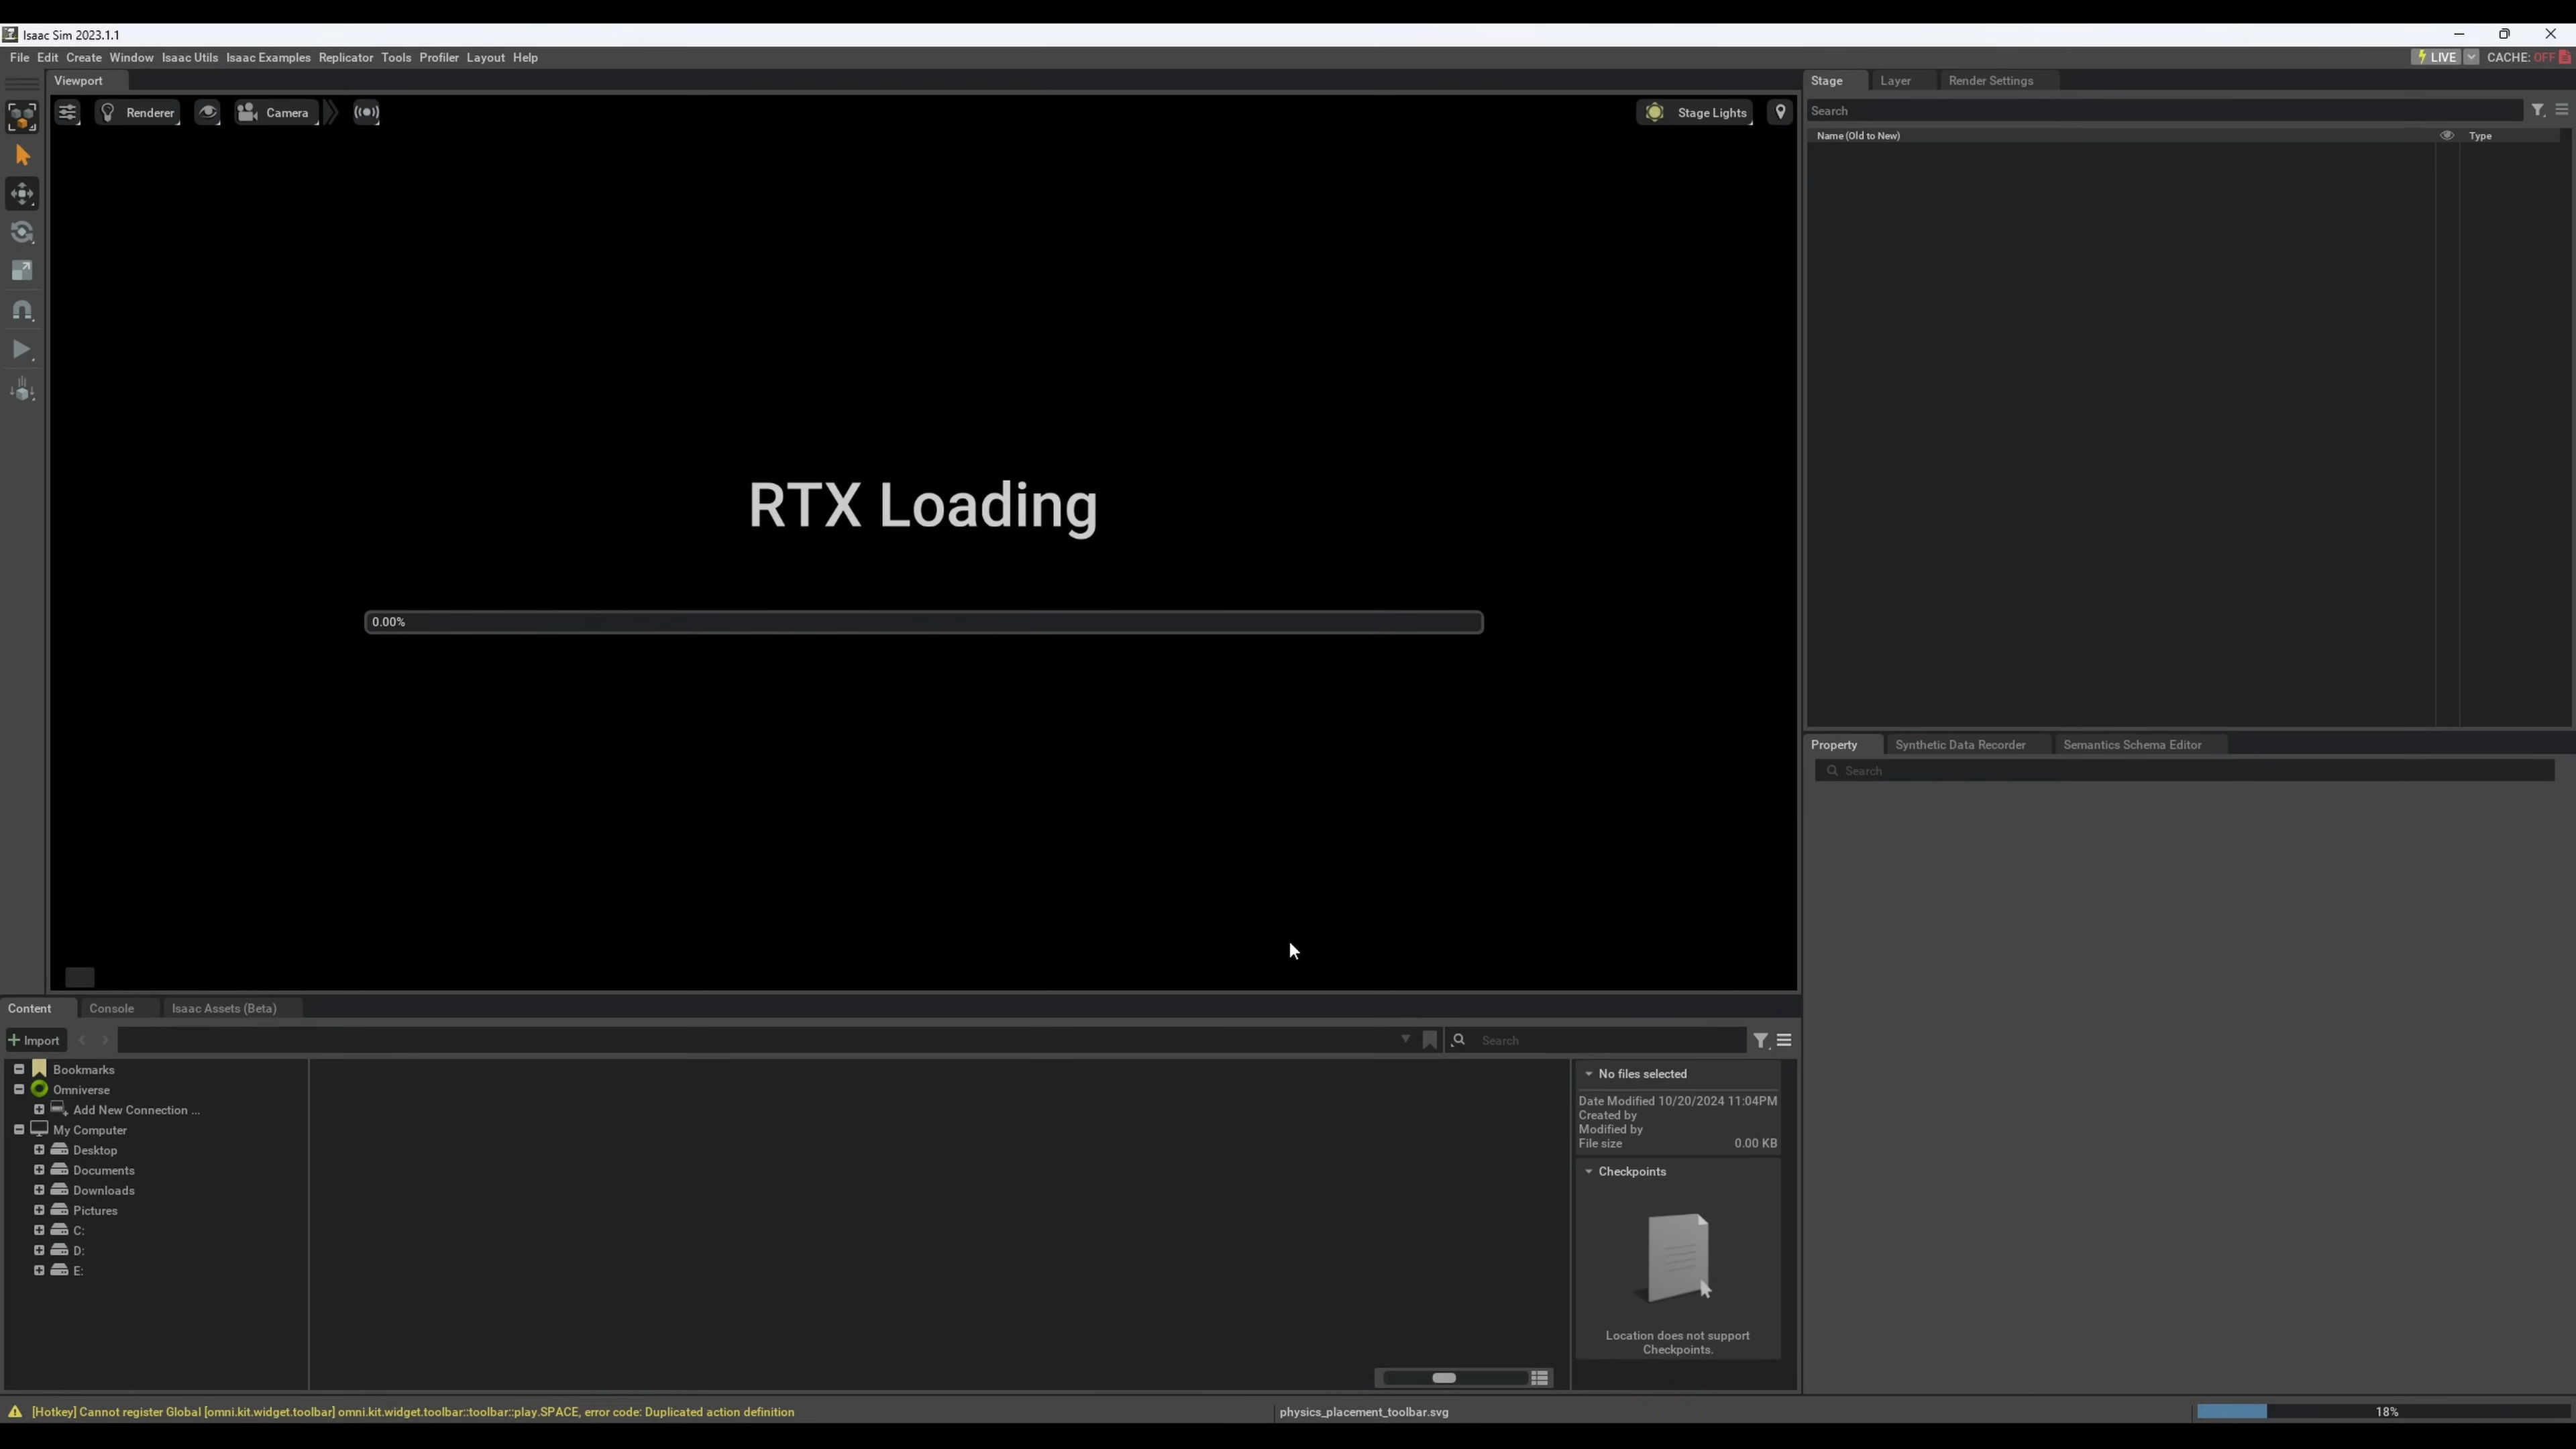 Isaac Sim 2023.1.1
File Edit Create Window Isaac Utils Isaac Examples Replicator Tools Profiler Layout Help
LIVE CACHE: OFF
Viewport
Renderer Camera Stage Lights
RTX Loading
0.00%
Stage Layer Render Settings
Search
Name (Old to New) Type
Property Synthetic Data Recorder Semantics Schema Editor
Search
Content Console Isaac Assets (Beta)
Import Search
Bookmarks
Omniverse
Add New Connection ...
My Computer
Desktop
Documents
Downloads
Pictures
C:
D:
E:
No files selected
Date Modified 10/20/2024 11:04PM
Created by
Modified by
File size 0.00 KB
Checkpoints
Location does not support
Checkpoints.
[Hotkey] Cannot register Global [omni.kit.widget.toolbar] omni.kit.widget.toolbar::toolbar::play.SPACE, error code: Duplicated action definition
physics_placement_toolbar.svg
18%